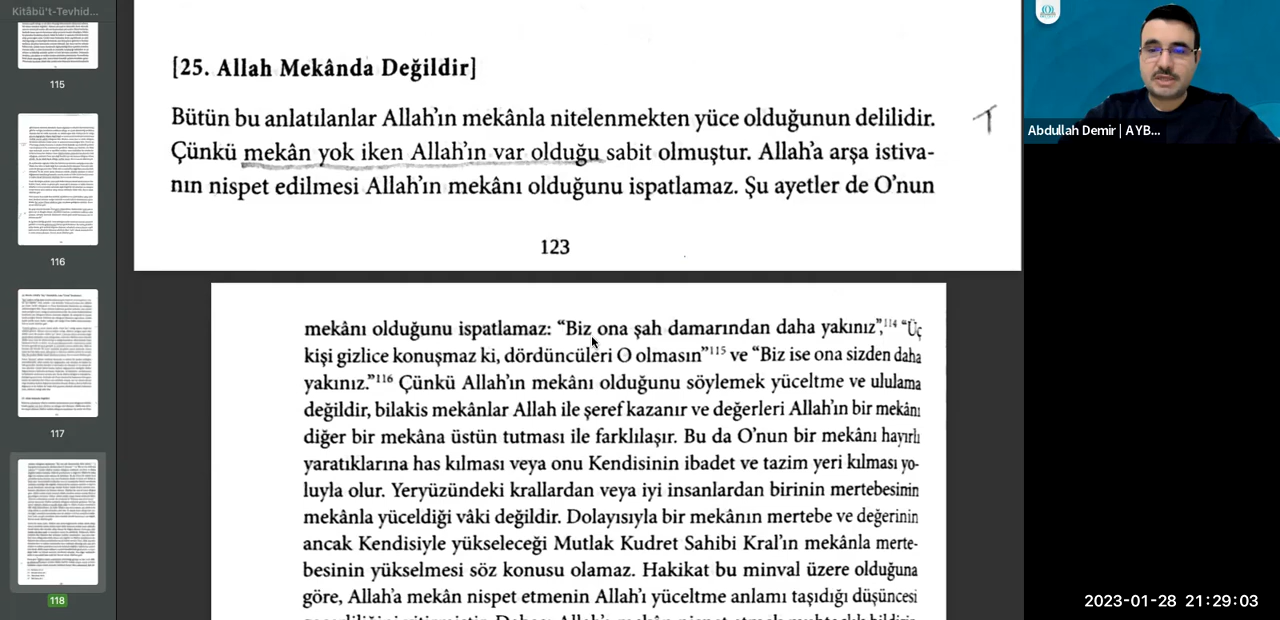 Kitâbü't-Tevhid...
115
116
117
118
[25. Allah Mekânda Değildir]
Bütün bu anlatılanlar Allah'ın mekânla nitelenmekten yüce olduğunun delilidir.
Çünkü mekân yok iken Allah'ın var olduğu sabit olmuştur. Allah'a arşa istiva-
nın nispet edilmesi Allah'ın mekânı olduğunu ispatlamaz. Şu ayetler de O'nun
123
mekânı olduğunu ispatlamaz: “Biz ona şah damarından daha yakınız”,114 “Üç
kişi gizlice konuşmaz ki dördüncüleri O olmasın”115 ve “Biz ise ona sizden daha
yakınız.”116 Çünkü Allah'ın mekânı olduğunu söylemek yüceltme ve ululama
değildir, bilakis mekânlar Allah ile şeref kazanır ve değerleri Allah'ın bir mekânı
diğer bir mekâna üstün tutması ile farklılaşır. Bu da O'nun bir mekânı hayırlı
yarattıklarına has kılması veya onu Kendisinin ibadet ve tazim yeri kılması yo-
luyla olur. Yeryüzünün krallarından veya iyi insanlardan birinin mertebesinin
mekânla yüceldiği vaki değildir. Dolayısıyla bir mekânın mertebe ve değerinin
ancak Kendisiyle yükseleceği Mutlak Kudret Sahibi Kralın mekânla merte-
besinin yükselmesi söz konusu olamaz. Hakikat bu minval üzere olduğuna
göre, Allah'a mekân nispet etmenin Allah'ı yüceltme anlamı taşıdığı düşüncesi
Abdullah Demir | AYB...
2023-01-28 21:29:03